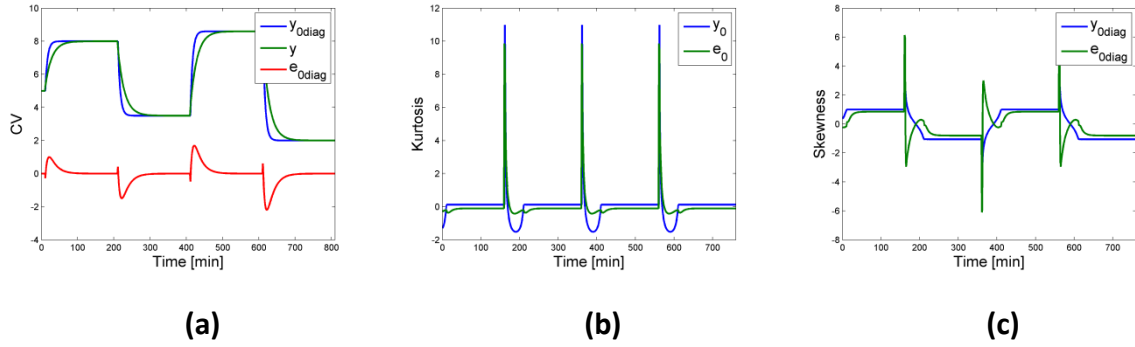 12
10
8
6
4
2
0
-2
-4
0 100 200 300 400 500 600 700 800
CV
Time [min]
y0diag
y
e0diag
12
10
8
6
4
2
0
-2
0 100 200 300 400 500 600 700
Kurtosis
Time [min]
y0
e0
8
6
4
2
0
-2
-4
-6
-8
0 100 200 300 400 500 600 700
Skewness
Time [min]
y0diag
e0diag
(a) (b) (c)